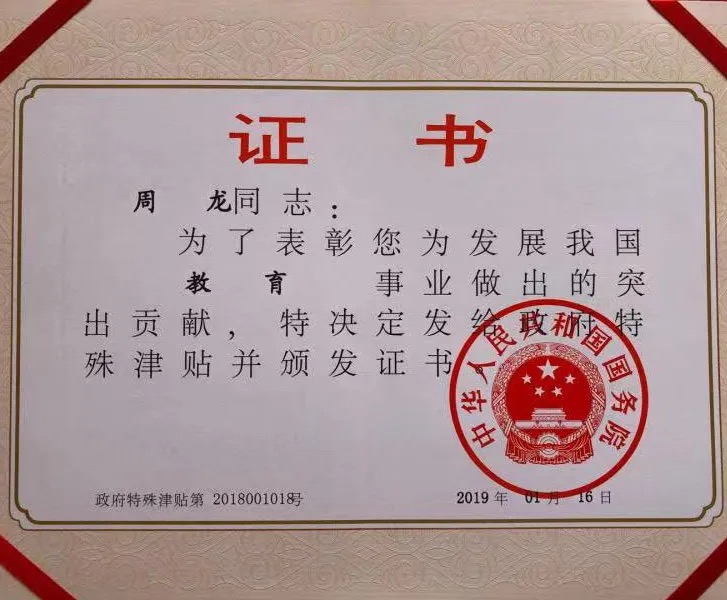 证书
周龙同志：
为了表彰您为发展我国
教育事业做出的突
出贡献，特决定发给政府特
殊津贴并颁发证书。
中华人民共和国国务院
政府特殊津贴第 2018001018号
2019 年 01 月 16 日